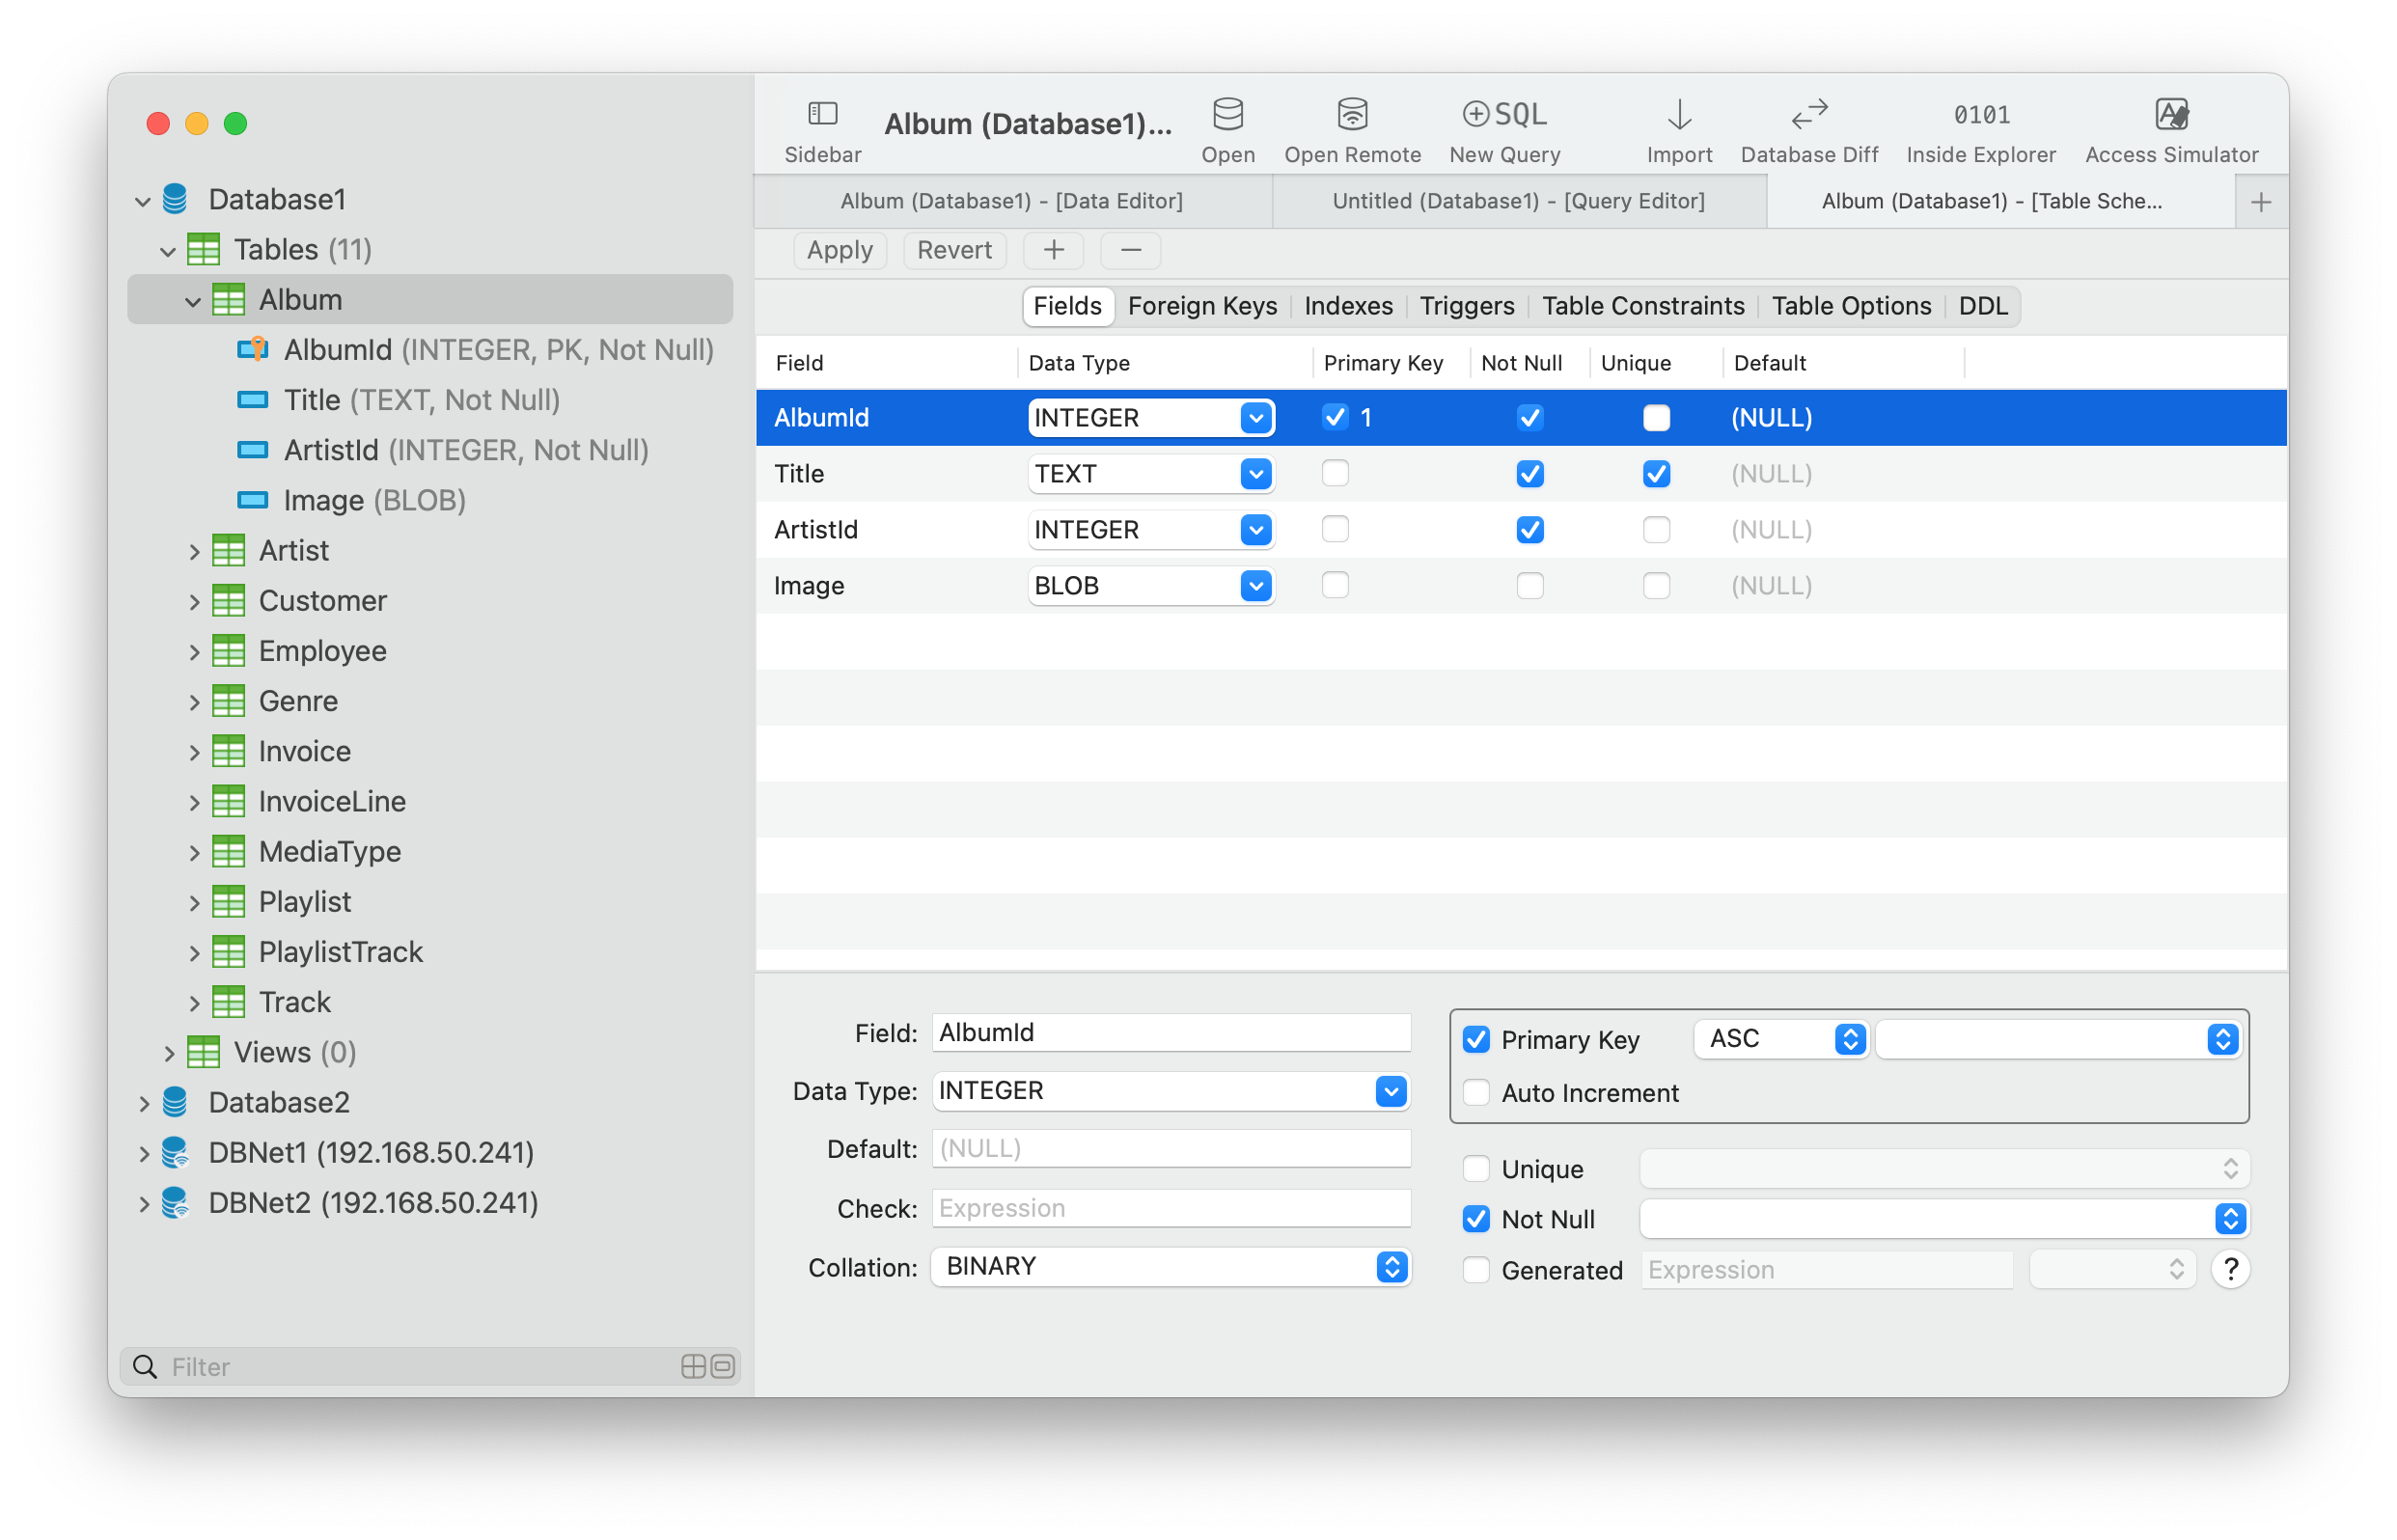 Sidebar
Album (Database1)...
Open
Open Remote
SQL
New Query
Import
Database Diff
0101
Inside Explorer
Access Simulator
Album (Database1) - [Data Editor]
Untitled (Database1) - [Query Editor]
Album (Database1) - [Table Sche...
Apply
Revert
Fields
Foreign Keys
Indexes
Triggers
Table Constraints
Table Options
DDL
Database1
Tables (11)
Album
AlbumId (INTEGER, PK, Not Null)
Title (TEXT, Not Null)
ArtistId (INTEGER, Not Null)
Image (BLOB)
Artist
Customer
Employee
Genre
Invoice
InvoiceLine
MediaType
Playlist
PlaylistTrack
Track
Views (0)
Database2
DBNet1 (192.168.50.241)
DBNet2 (192.168.50.241)
Filter
Field Data Type Primary Key Not Null Unique Default
AlbumId INTEGER 1 (NULL)
Title TEXT (NULL)
ArtistId INTEGER (NULL)
Image BLOB (NULL)
Field: AlbumId
Data Type: INTEGER
Default: (NULL)
Check: Expression
Collation: BINARY
Primary Key ASC
Auto Increment
Unique
Not Null
Generated Expression
?